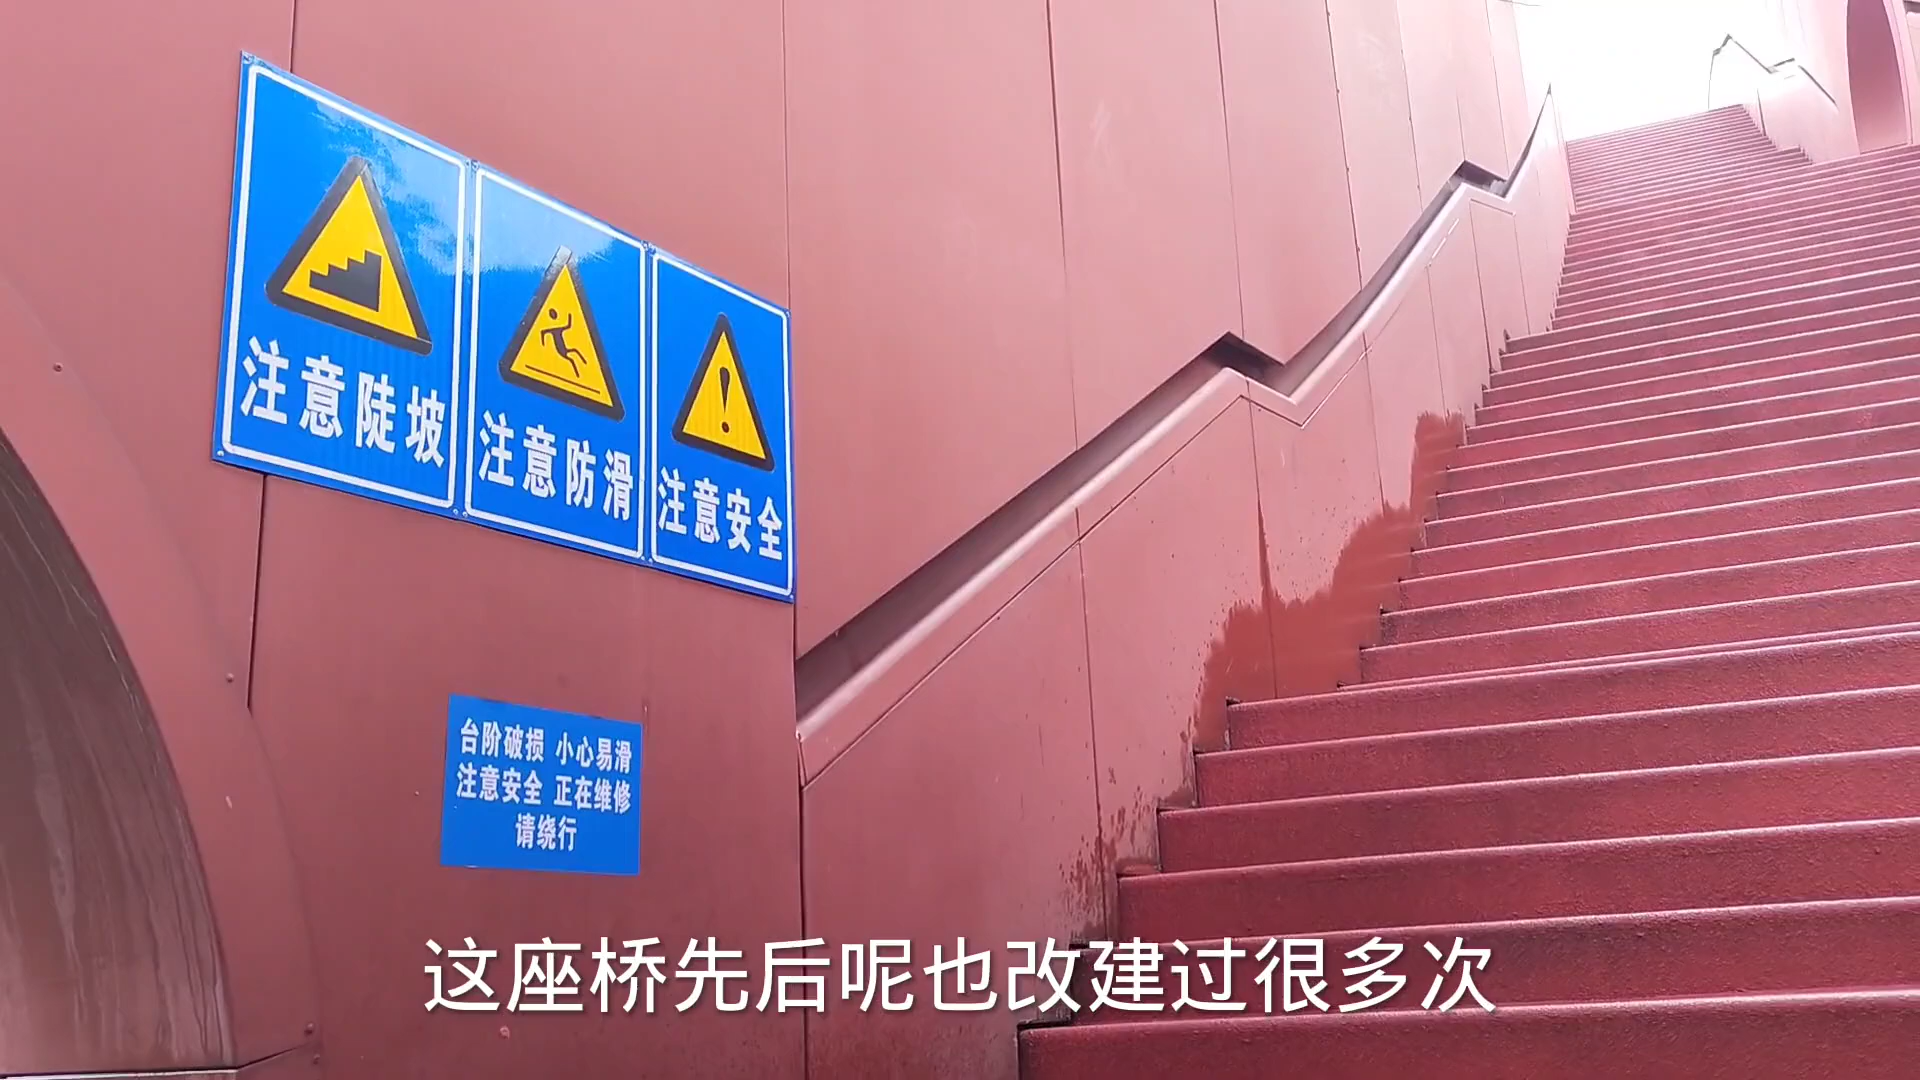 注意陡坡
注意防滑
注意安全
台阶破损 小心易滑
注意安全 正在维修
请绕行
这座桥先后呢也改建过很多次